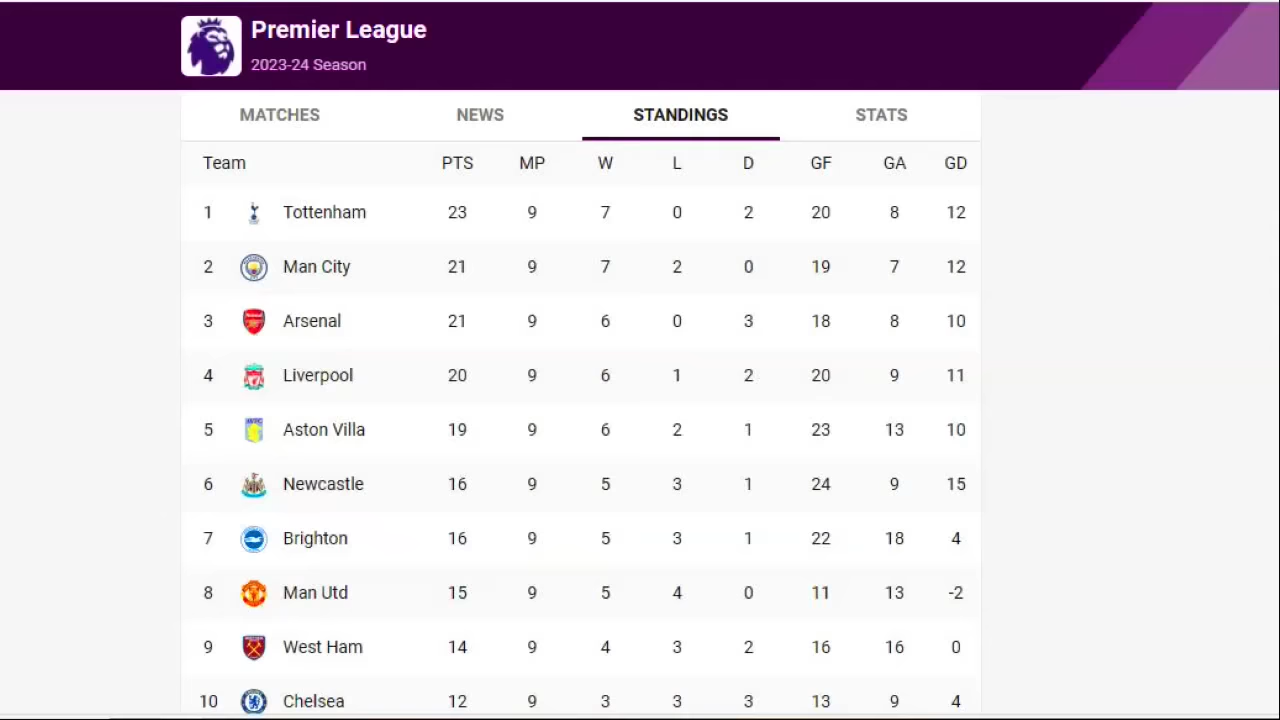 Premier League
2023-24 Season
MATCHES NEWS STANDINGS STATS
Team PTS MP W L D GF GA GD
1 Tottenham 23 9 7 0 2 20 8 12
2 Man City 21 9 7 2 0 19 7 12
3 Arsenal 21 9 6 0 3 18 8 10
4 Liverpool 20 9 6 1 2 20 9 11
5 Aston Villa 19 9 6 2 1 23 13 10
6 Newcastle 16 9 5 3 1 24 9 15
7 Brighton 16 9 5 3 1 22 18 4
8 Man Utd 15 9 5 4 0 11 13 -2
9 West Ham 14 9 4 3 2 16 16 0
10 Chelsea 12 9 3 3 3 13 9 4